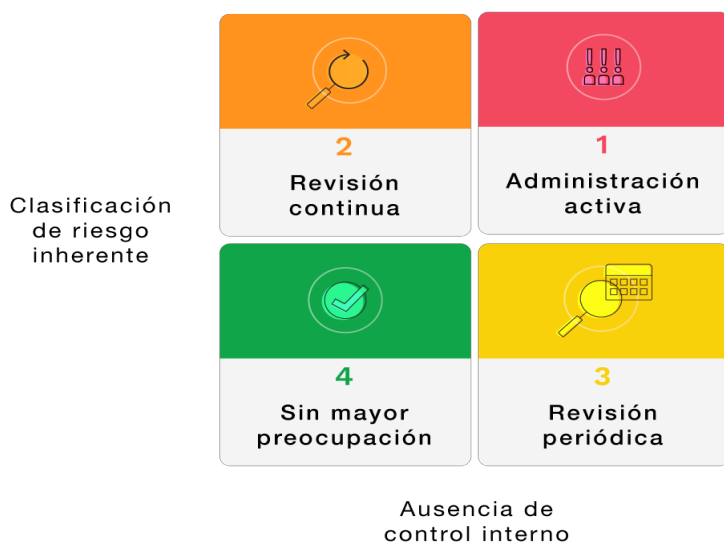 2
Revisión
continua
1
Administración
activa
Clasificación
de riesgo
inherente
4
Sin mayor
preocupación
3
Revisión
periódica
Ausencia de
control interno